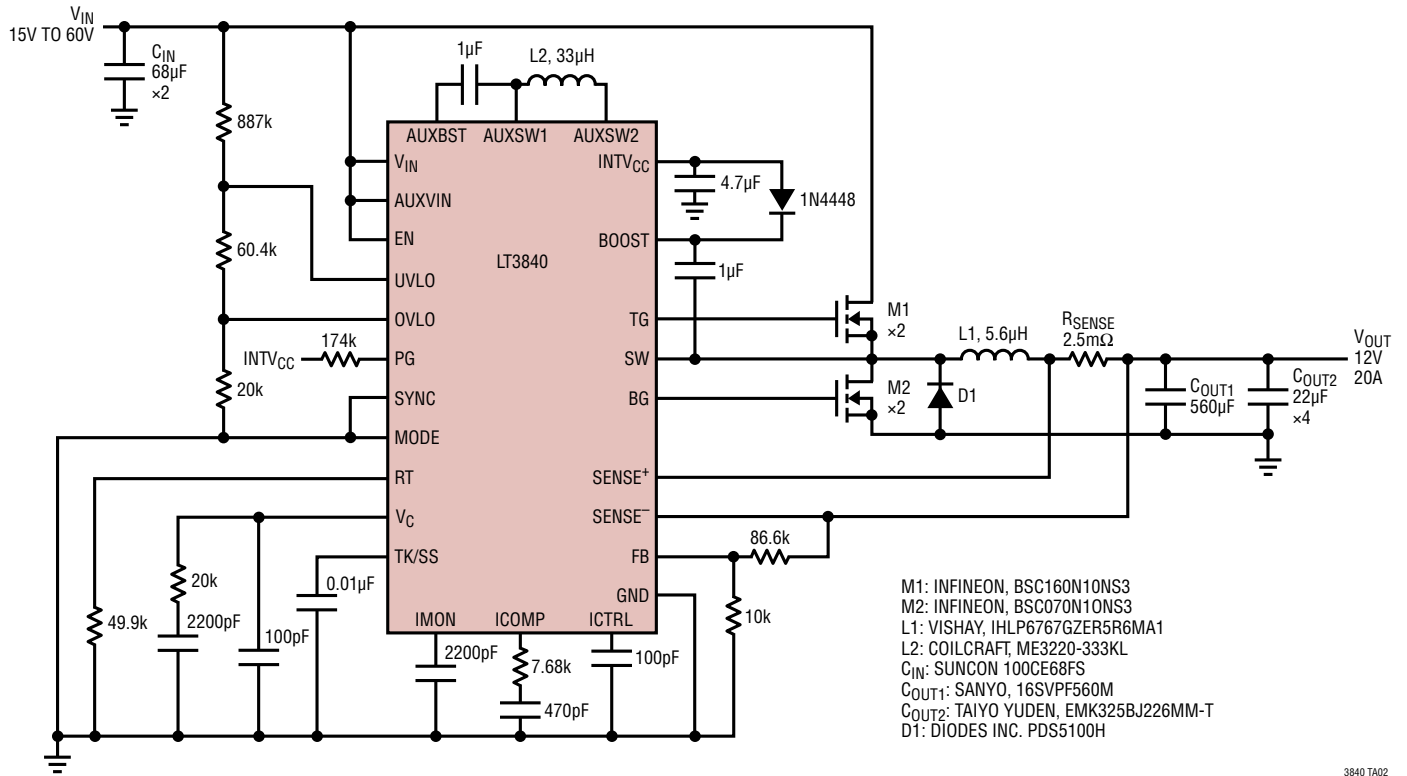 V_IN
15V TO 60V
C_IN
68µF
×2
1µF
L2, 33µH
887k
60.4k
20k
AUXBST
AUXSW1
AUXSW2
V_IN
AUXVIN
EN
UVLO
OVLO
PG
SYNC
MODE
RT
V_C
TK/SS
IMON
ICOMP
ICTRL
LT3840
INTV_CC
BOOST
TG
SW
BG
SENSE⁺
SENSE⁻
FB
GND
INTV_CC
174k
4.7µF
1N4448
1µF
M1
×2
M2
×2
D1
L1, 5.6µH
R_SENSE
2.5mΩ
V_OUT
12V
20A
C_OUT1
560µF
C_OUT2
22µF
×4
86.6k
10k
49.9k
20k
2200pF
100pF
0.01µF
2200pF
7.68k
470pF
100pF
M1: INFINEON, BSC160N10NS3
M2: INFINEON, BSC070N1ONS3
L1: VISHAY, IHLP6767GZER5R6MA1
L2: COILCRAFT, ME3220-333KL
C_IN: SUNCON 100CE68FS
C_OUT1: SANYO, 16SVPF560M
C_OUT2: TAIYO YUDEN, EMK325BJ226MM-T
D1: DIODES INC. PDS5100H
3840 TA02